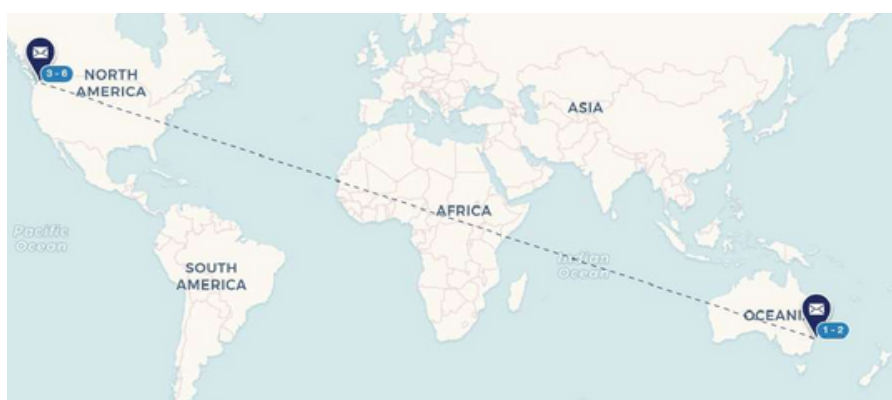 3 - 6
NORTH
AMERICA
ASIA
AFRICA
Pacific
Ocean
Indian
Ocean
SOUTH
AMERICA
OCEANI
1 - 2